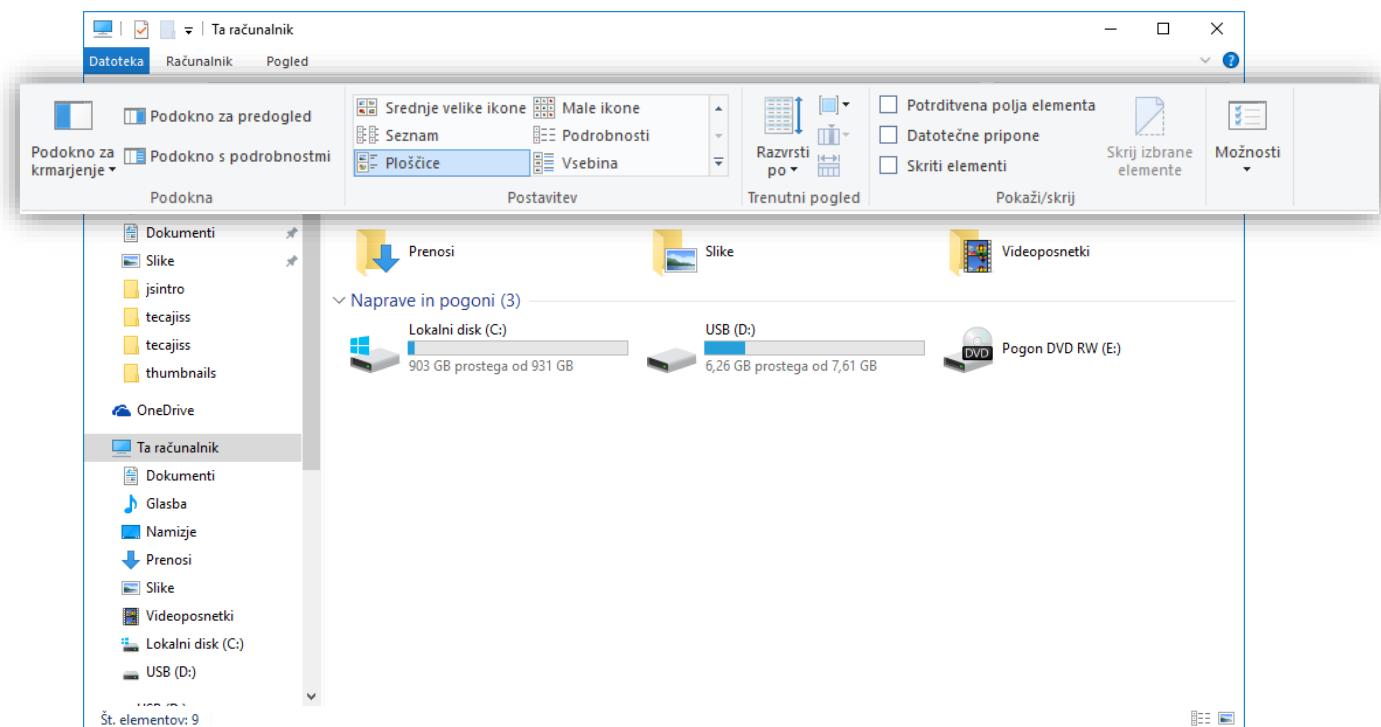 Ta računalnik
Datoteka Računalnik Pogled
Podokno za krmarjenje
Podokno za predogled
Podokno s podrobnostmi
Podokna
Srednje velike ikone Male ikone
Seznam Podrobnosti
Ploščice Vsebina
Postavitev
Razvrsti po
Trenutni pogled
Potrditvena polja elementa
Datotečne pripone
Skriti elementi
Skrij izbrane elemente
Pokaži/skrij
Možnosti
Dokumenti
Slike
jsintro
tecajiss
tecajiss
thumbnails
OneDrive
Ta računalnik
Dokumenti
Glasba
Namizje
Prenosi
Slike
Videoposnetki
Lokalni disk (C:)
USB (D:)
Prenosi Slike Videoposnetki
Naprave in pogoni (3)
Lokalni disk (C:)
903 GB prostega od 931 GB
USB (D:)
6,26 GB prostega od 7,61 GB
DVD
Pogon DVD RW (E:)
Št. elementov: 9